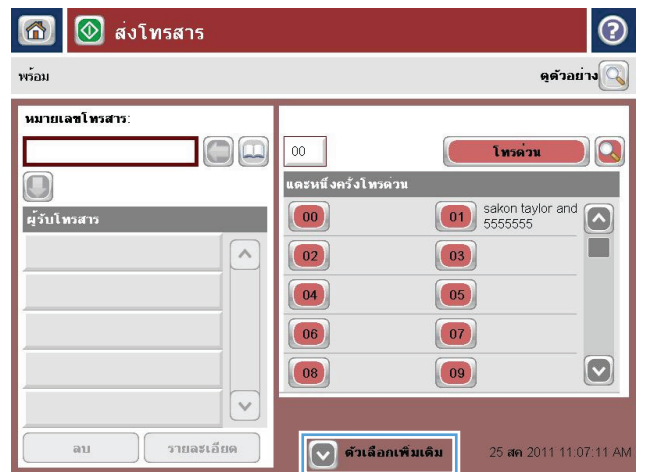 ส่งโทรสาร
พร้อม
ดูตัวอย่าง
หมายเลขโทรสาร:
00
โทรด่วน
ผู้รับโทรสาร
แตะหนึ่งครั้งโทรด่วน
00
01
sakon taylor and
5555555
02
03
04
05
06
07
08
09
ลบ
รายละเอียด
ตัวเลือกเพิ่มเติม
25 สค 2011 11:07:11 AM